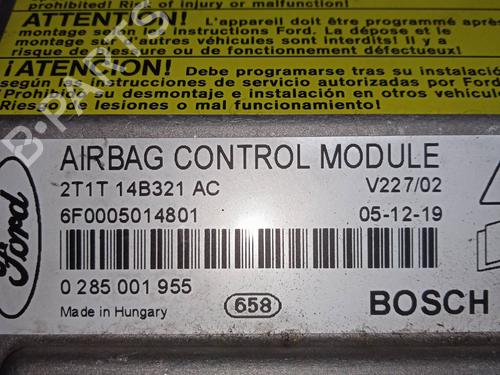 prohibited! Risk of injury or malfunction!
ATTENTION! L'appareil doit être programmé après
montage selon les instructions Ford. La dépose et le
montage sur d'autres véhicules sont interdits! Il y a
risque de blessure ou de fonctionnement défectueux!
¡ATENCION! Debe programarse tras su instalación
según las instrucciones de servicio autorizadas por Ford
¡Prohibido su desmontaje e instalación en otros vehículos
Riesgo de lesiones o mal funcionamiento!
B-PARTS
Ford
AIRBAG CONTROL MODULE
2T1T 14B321 AC V227/02
6F0005014801 05-12-19
0 285 001 955
Made in Hungary 658 BOSCH